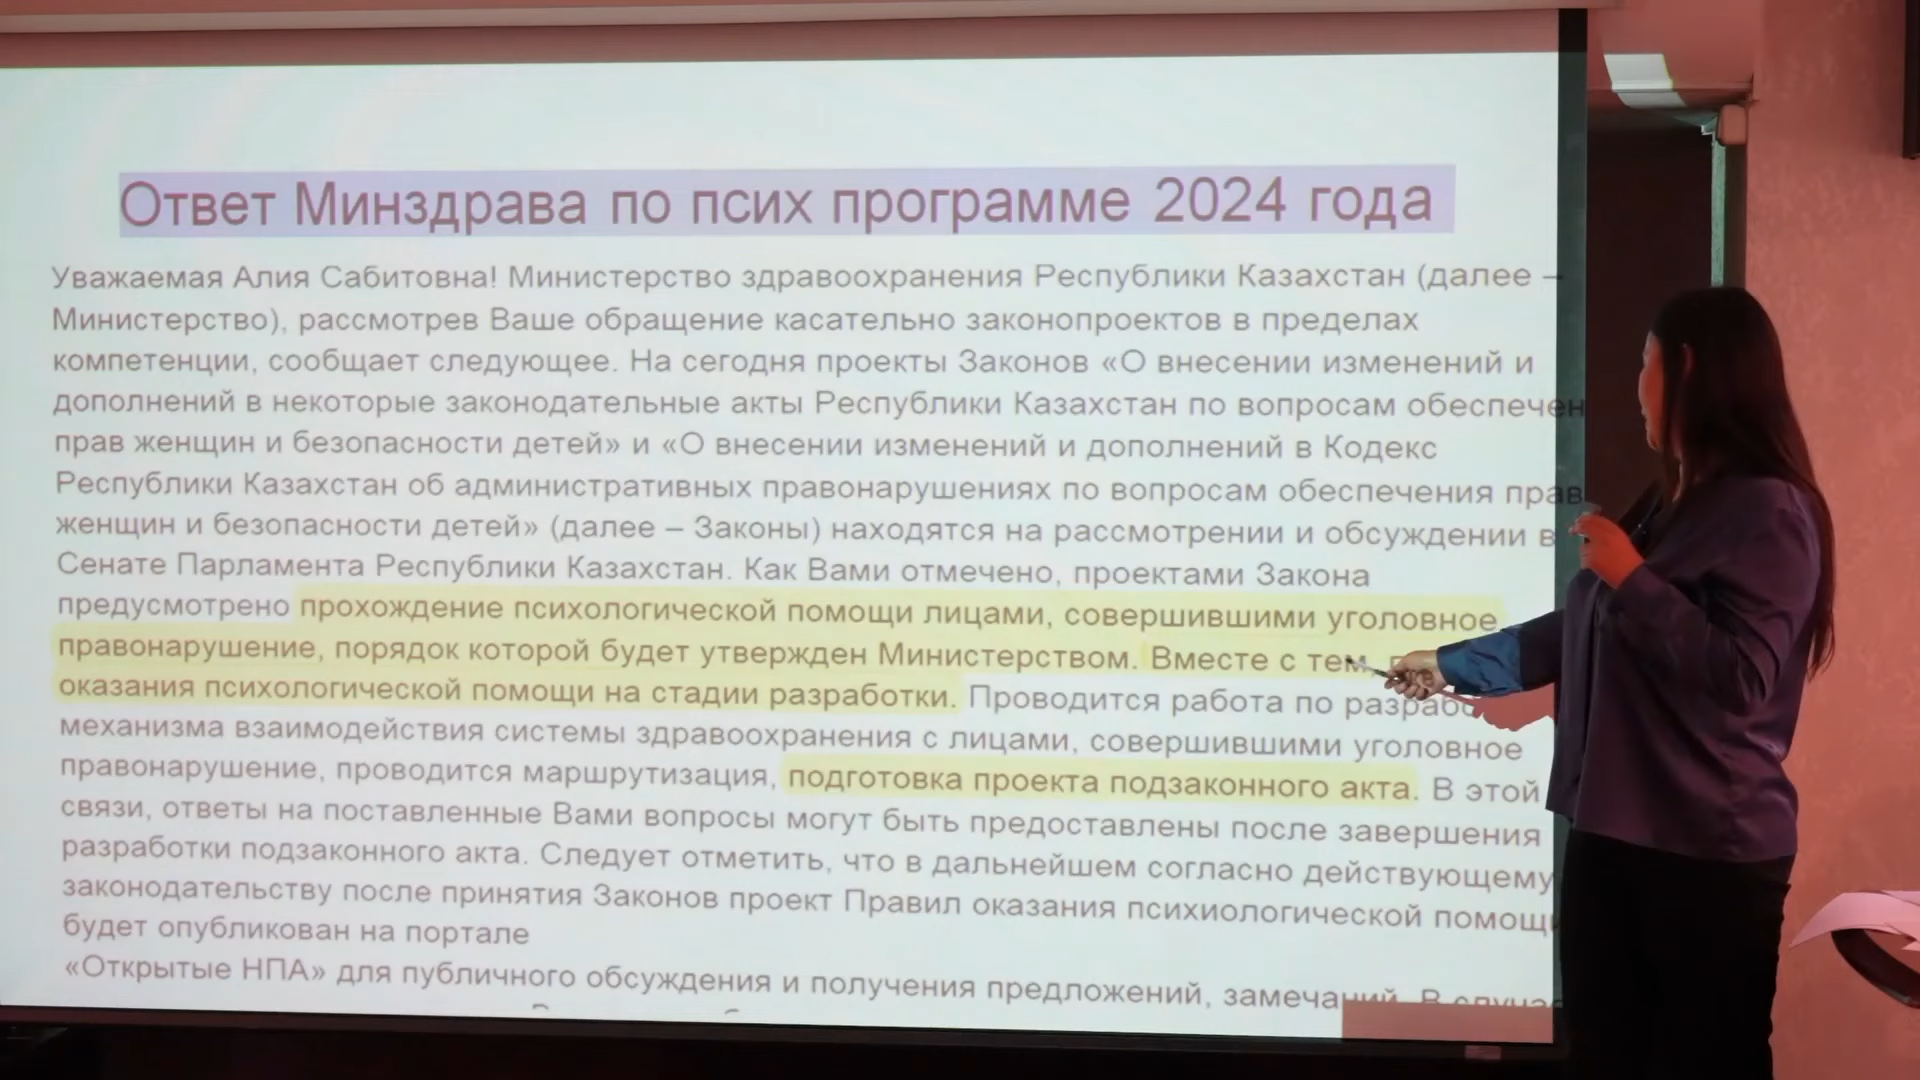 Ответ Минздрава по псих программе 2024 года
Уважаемая Алия Сабитовна! Министерство здравоохранения Республики Казахстан (далее –
Министерство), рассмотрев Ваше обращение касательно законопроектов в пределах
компетенции, сообщает следующее. На сегодня проекты Законов «О внесении изменений и
дополнений в некоторые законодательные акты Республики Казахстан по вопросам обеспечен
прав женщин и безопасности детей» и «О внесении изменений и дополнений в Кодекс
Республики Казахстан об административных правонарушениях по вопросам обеспечения прав
женщин и безопасности детей» (далее – Законы) находятся на рассмотрении и обсуждении в
Сенате Парламента Республики Казахстан. Как Вами отмечено, проектами Закона
предусмотрено прохождение психологической помощи лицами, совершившими уголовное
правонарушение, порядок которой будет утвержден Министерством. Вместе с тем,
оказания психологической помощи на стадии разработки. Проводится работа по
механизма взаимодействия системы здравоохранения с лицами, совершившими уголовное
правонарушение, проводится маршрутизация, подготовка проекта подзаконного акта. В этой
связи, ответы на поставленные Вами вопросы могут быть предоставлены после завершения
разработки подзаконного акта. Следует отметить, что в дальнейшем согласно действующему
законодательству после принятия Законов проект Правил оказания психиологической помощи
будет опубликован на портале
«Открытые НПА» для публичного обсуждения и получения предложений, замечаний. В случае